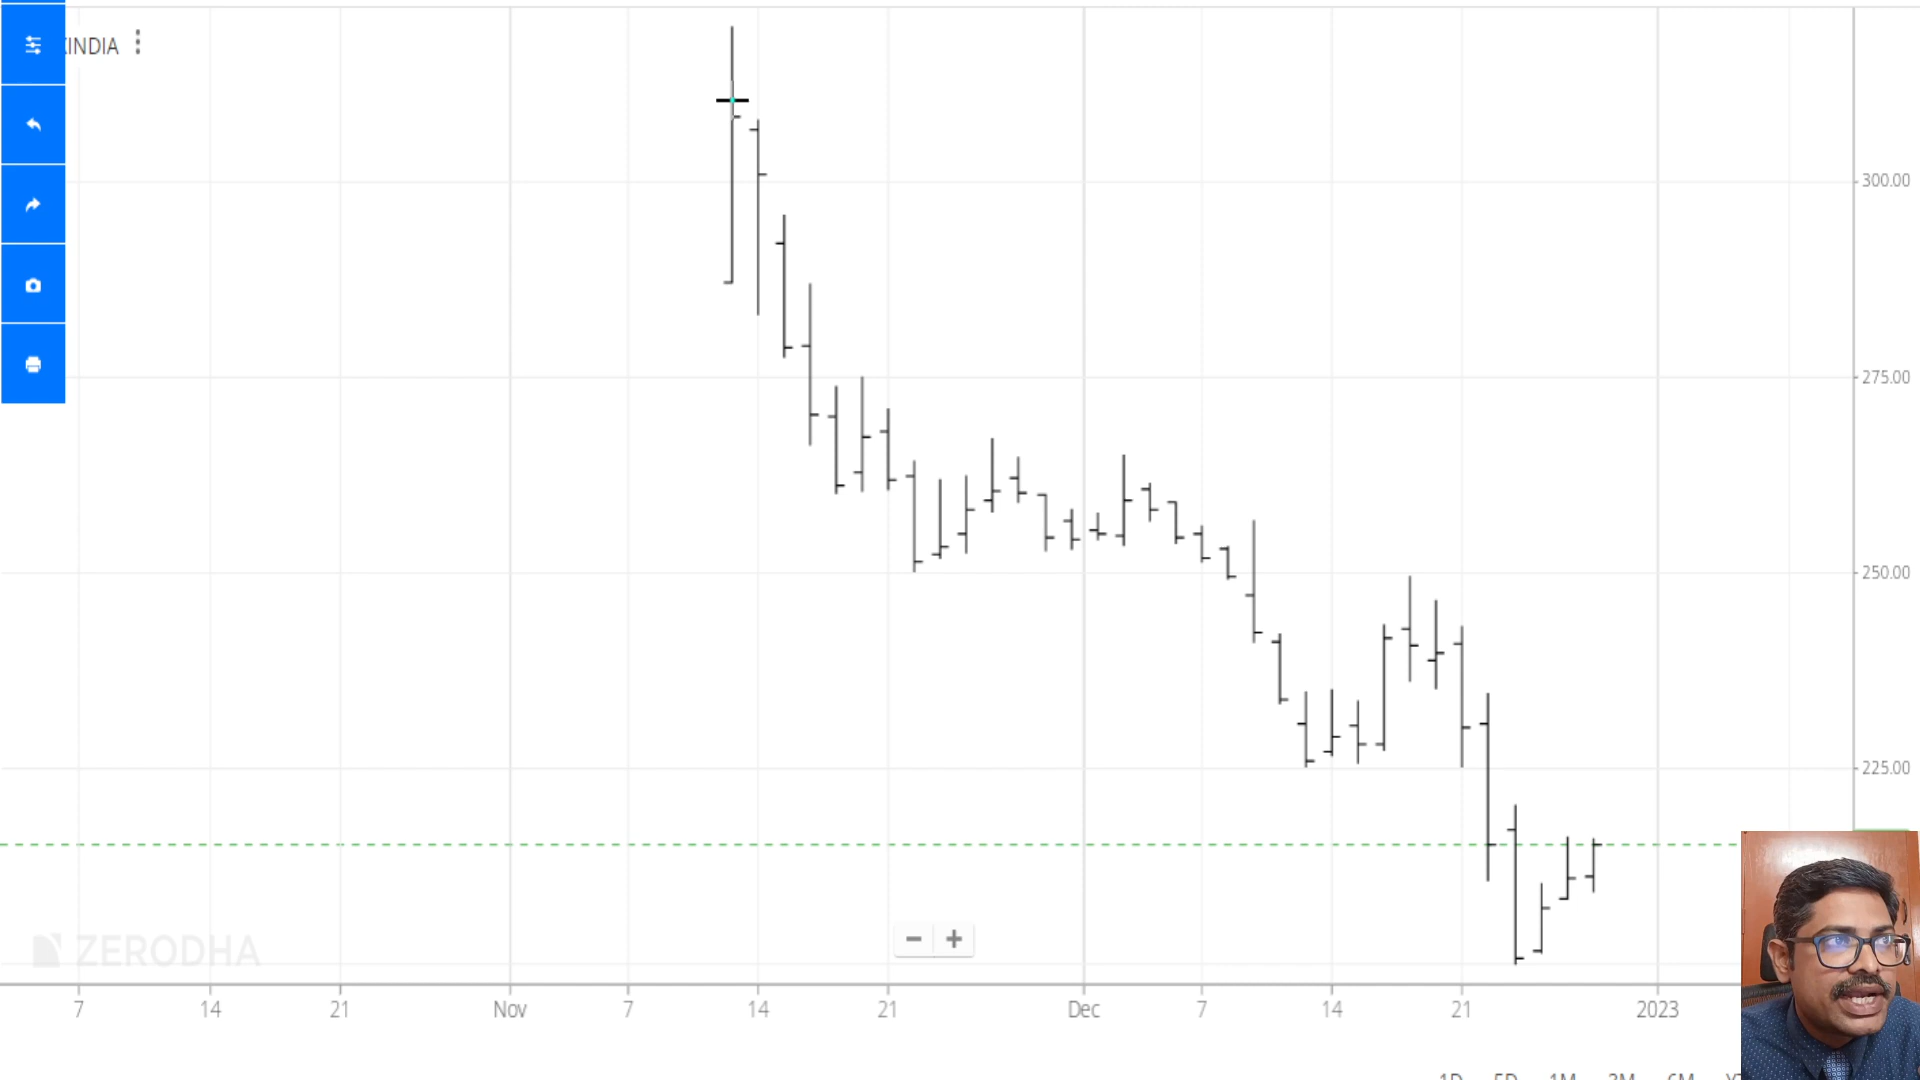 INDIA
300.00
275.00
250.00
225.00
ZERODHA
7 14 21 Nov 7 14 21 Dec 7 14 21 2023